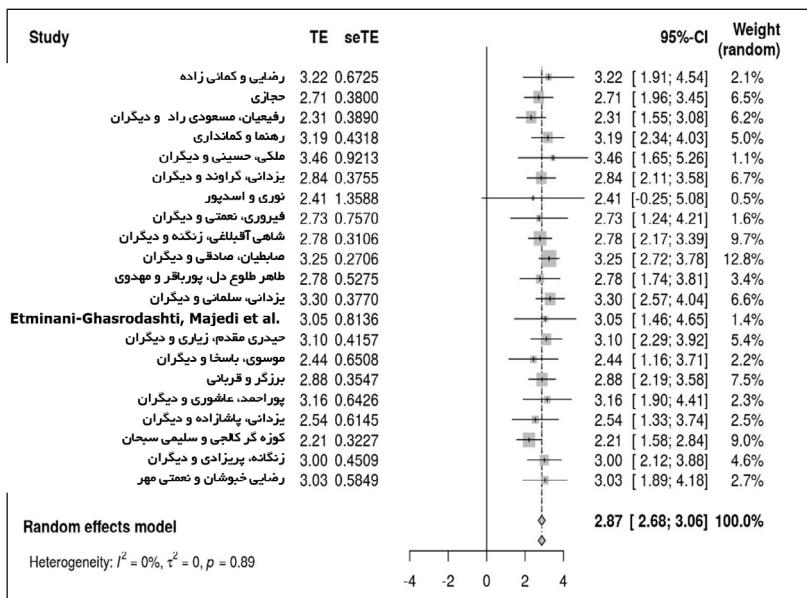 Study TE seTE 95%-CI Weight (random)
رضایی و کمائی زاده 3.22 0.6725 3.22 [ 1.91; 4.54] 2.1%
حجازی 2.71 0.3800 2.71 [ 1.96; 3.45] 6.5%
رفیعیان، مسعودی راد و دیگران 2.31 0.3890 2.31 [ 1.55; 3.08] 6.2%
رهنما و کمانداری 3.19 0.4318 3.19 [ 2.34; 4.03] 5.0%
ملکی، حسینی و دیگران 3.46 0.9213 3.46 [ 1.65; 5.26] 1.1%
یزدانی، گراوند و دیگران 2.84 0.3755 2.84 [ 2.11; 3.58] 6.7%
نوری و اسدپور 2.41 1.3588 2.41 [-0.25; 5.08] 0.5%
فیروری، نعمتی و دیگران 2.73 0.7570 2.73 [ 1.24; 4.21] 1.6%
شاهی آقبلاغی، زنگنه و دیگران 2.78 0.3106 2.78 [ 2.17; 3.39] 9.7%
صابطیان، صادقی و دیگران 3.25 0.2706 3.25 [ 2.72; 3.78] 12.8%
طاهر طلوع دل، پورباقر و مهدوی 2.78 0.5275 2.78 [ 1.74; 3.81] 3.4%
یزدانی، سلمانی و دیگران 3.30 0.3770 3.30 [ 2.57; 4.04] 6.6%
Etminani-Ghasrodashti, Majedi et al. 3.05 0.8136 3.05 [ 1.46; 4.65] 1.4%
حیدری مقدم، زیاری و دیگران 3.10 0.4157 3.10 [ 2.29; 3.92] 5.4%
موسوی، باسخا و دیگران 2.44 0.6508 2.44 [ 1.16; 3.71] 2.2%
برزگر و قربانی 2.88 0.3547 2.88 [ 2.19; 3.58] 7.5%
پوراحمد، عاشوری و دیگران 3.16 0.6426 3.16 [ 1.90; 4.41] 2.3%
یزدانی، پاشازاده و دیگران 2.54 0.6145 2.54 [ 1.33; 3.74] 2.5%
کوزه گر کالجی و سلیمی سبحان 2.21 0.3227 2.21 [ 1.58; 2.84] 9.0%
زنگانه، پریزادی و دیگران 3.00 0.4509 3.00 [ 2.12; 3.88] 4.6%
رضایی خبوشان و نعمتی مهر 3.03 0.5849 3.03 [ 1.89; 4.18] 2.7%
Random effects model 2.87 [ 2.68; 3.06] 100.0%
Heterogeneity: I² = 0%, τ² = 0, p = 0.89
-4 -2 0 2 4